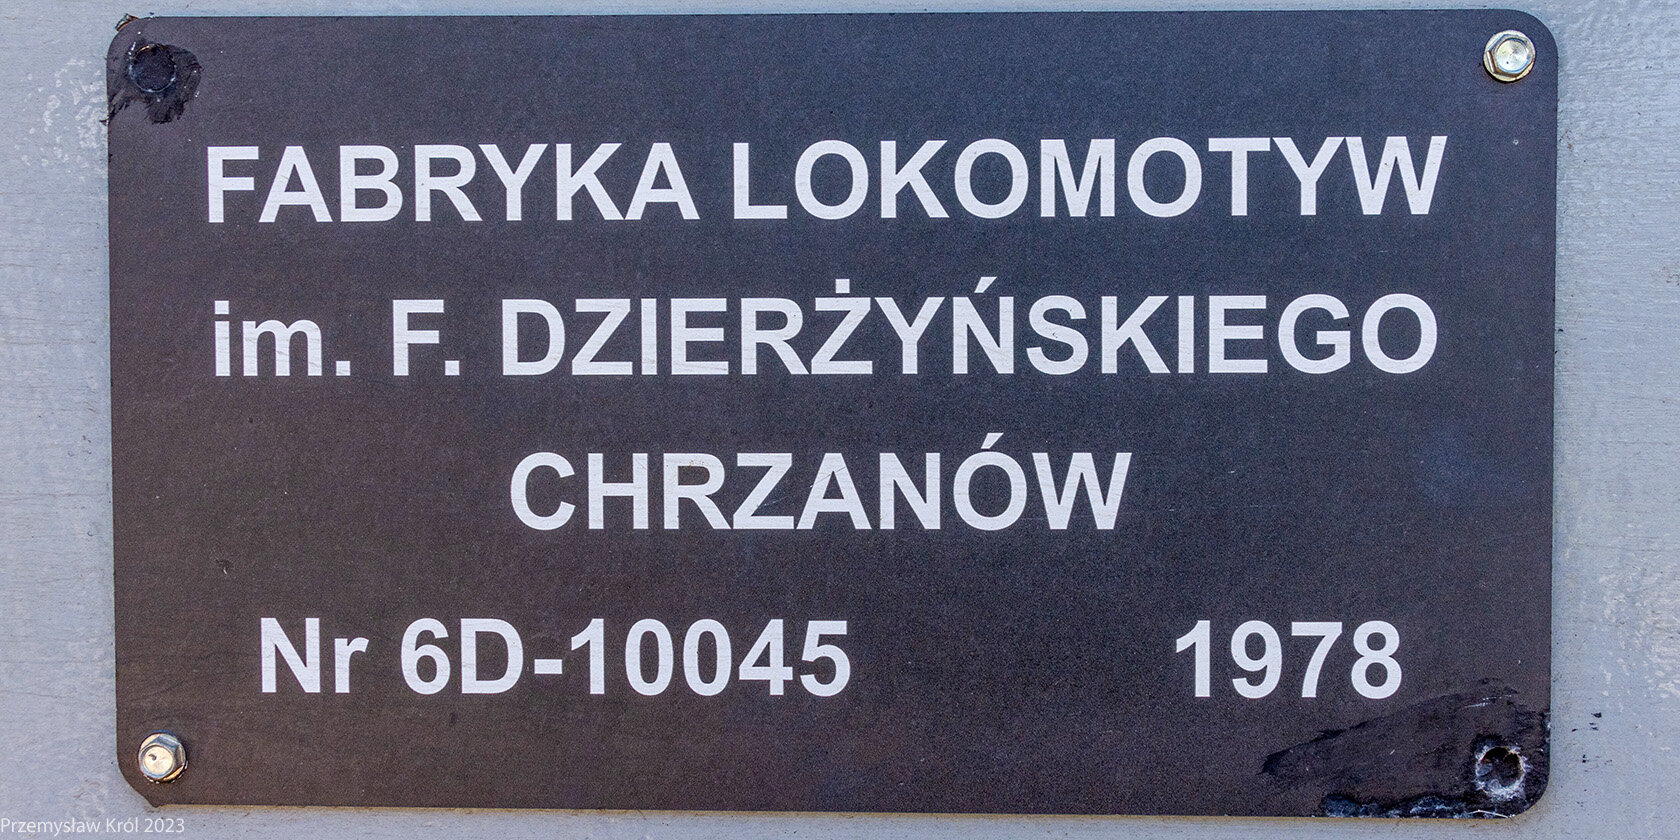 FABRYKA LOKOMOTYW
im. F. DZIERŻYŃSKIEGO
CHRZANÓW
Nr 6D-10045 1978
Przemysław Król 2023